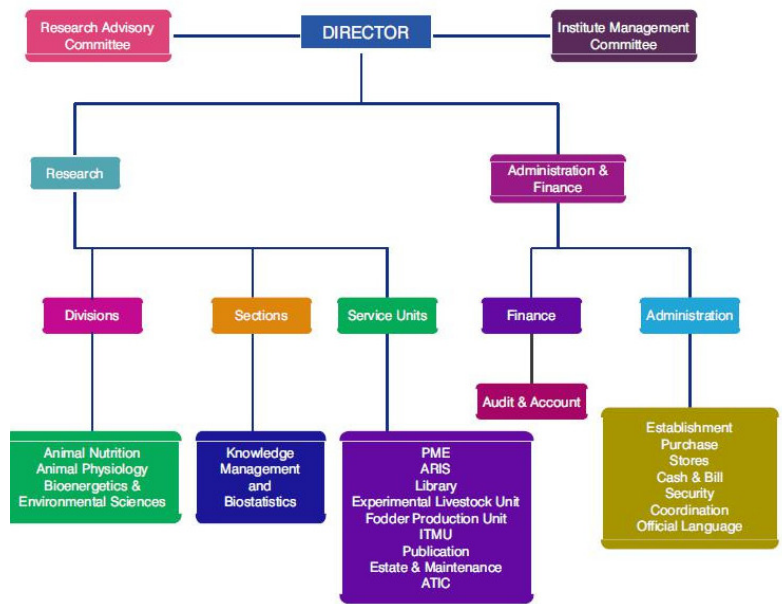 Research Advisory
Committee
DIRECTOR
Institute Management
Committee
Research
Administration &
Finance
Divisions
Sections
Service Units
Finance
Administration
Audit & Account
Animal Nutrition
Animal Physiology
Bioenergetics &
Environmental Sciences
Knowledge
Management
and
Biostatistics
PME
ARIS
Library
Experimental Livestock Unit
Fodder Production Unit
ITMU
Publication
Estate & Maintenance
ATIC
Establishment
Purchase
Stores
Cash & Bill
Security
Coordination
Official Language